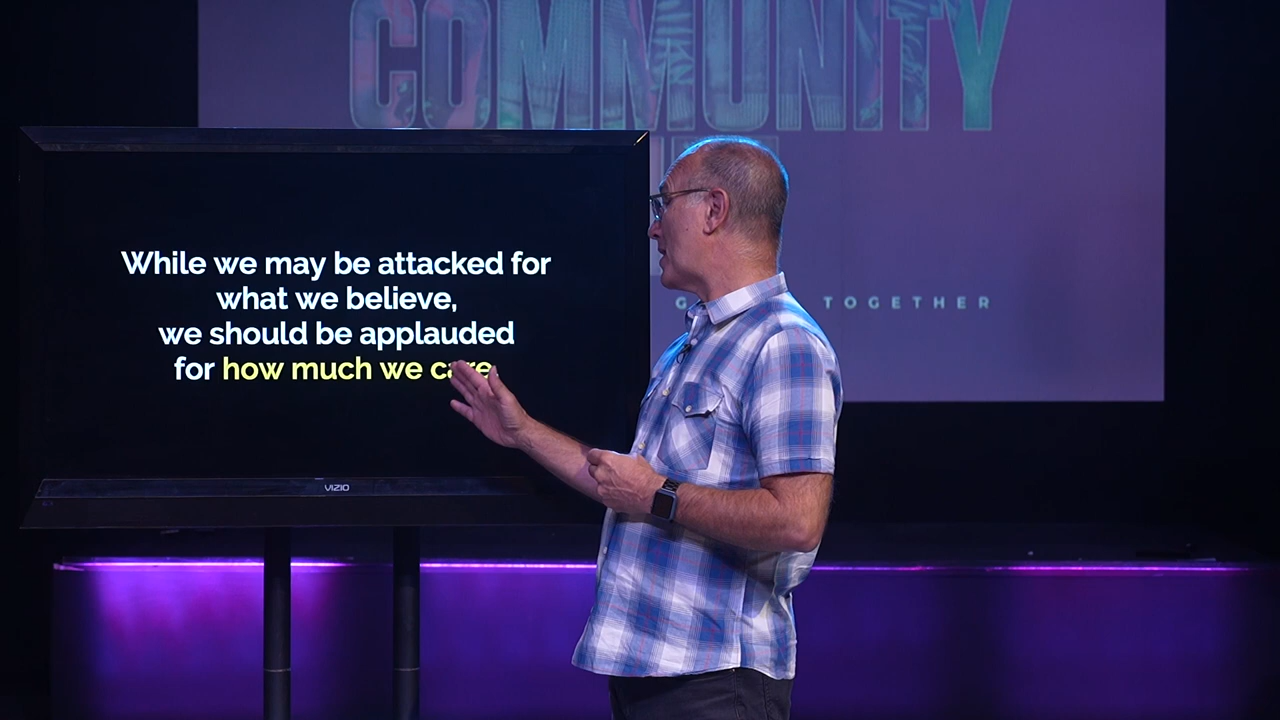 COMMUNITY
While we may be attacked for
what we believe,
we should be applauded
for how much we care.
TOGETHER
VIZIO